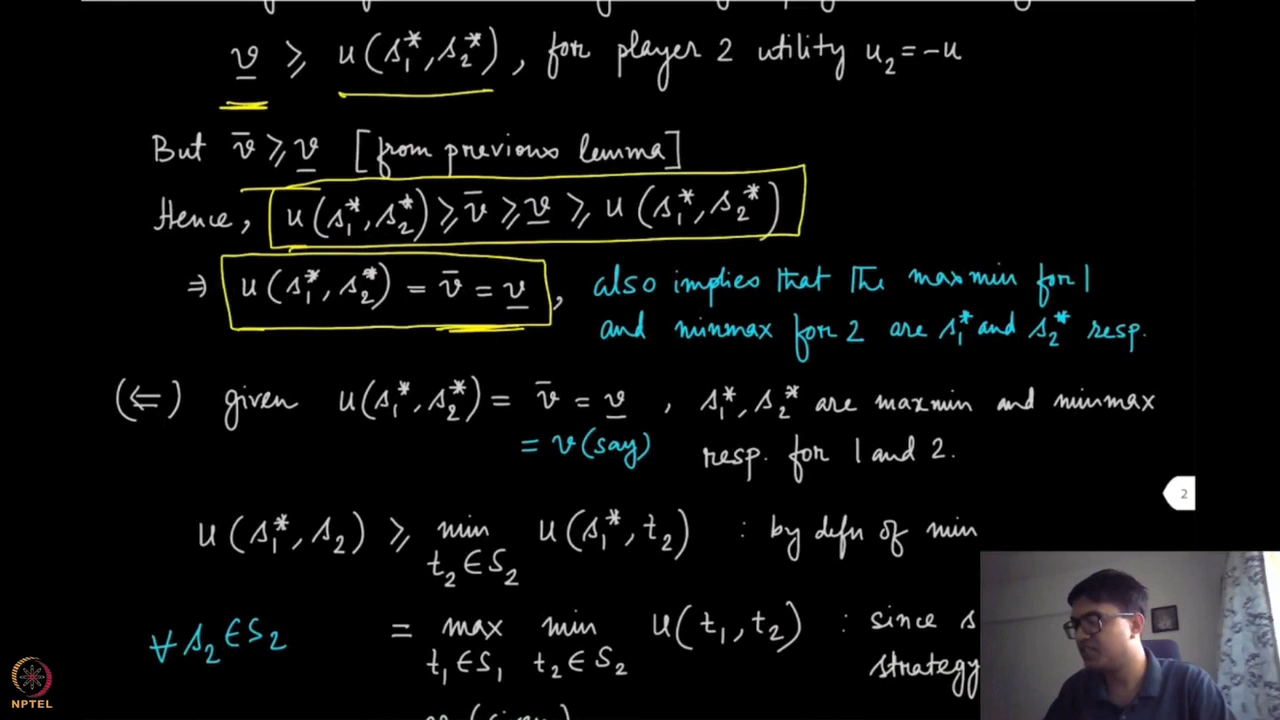 v̲ ⩾ u(s₁*, s₂*), for player 2 utility u₂ = -u
But v̄ ⩾ v̲ [from previous lemma]
Hence, u(s₁*, s₂*) ⩾ v̄ ⩾ v̲ ⩾ u(s₁*, s₂*)
⇒ u(s₁*, s₂*) = v̄ = v̲, also implies that the maxmin for 1
and minmax for 2 are s₁* and s₂* resp.
(⇐) given u(s₁*, s₂*) = v̄ = v̲, s₁*, s₂* are maxmin and minmax
= v (say) resp. for 1 and 2.
2
u(s₁*, s₂) ⩾ min t₂∈S₂ u(s₁*, t₂) : by defn of min
∀ s₂ ∈ S₂ = max t₁∈S₁ min t₂∈S₂ u(t₁, t₂) : since s
strategy
(given)
NPTEL